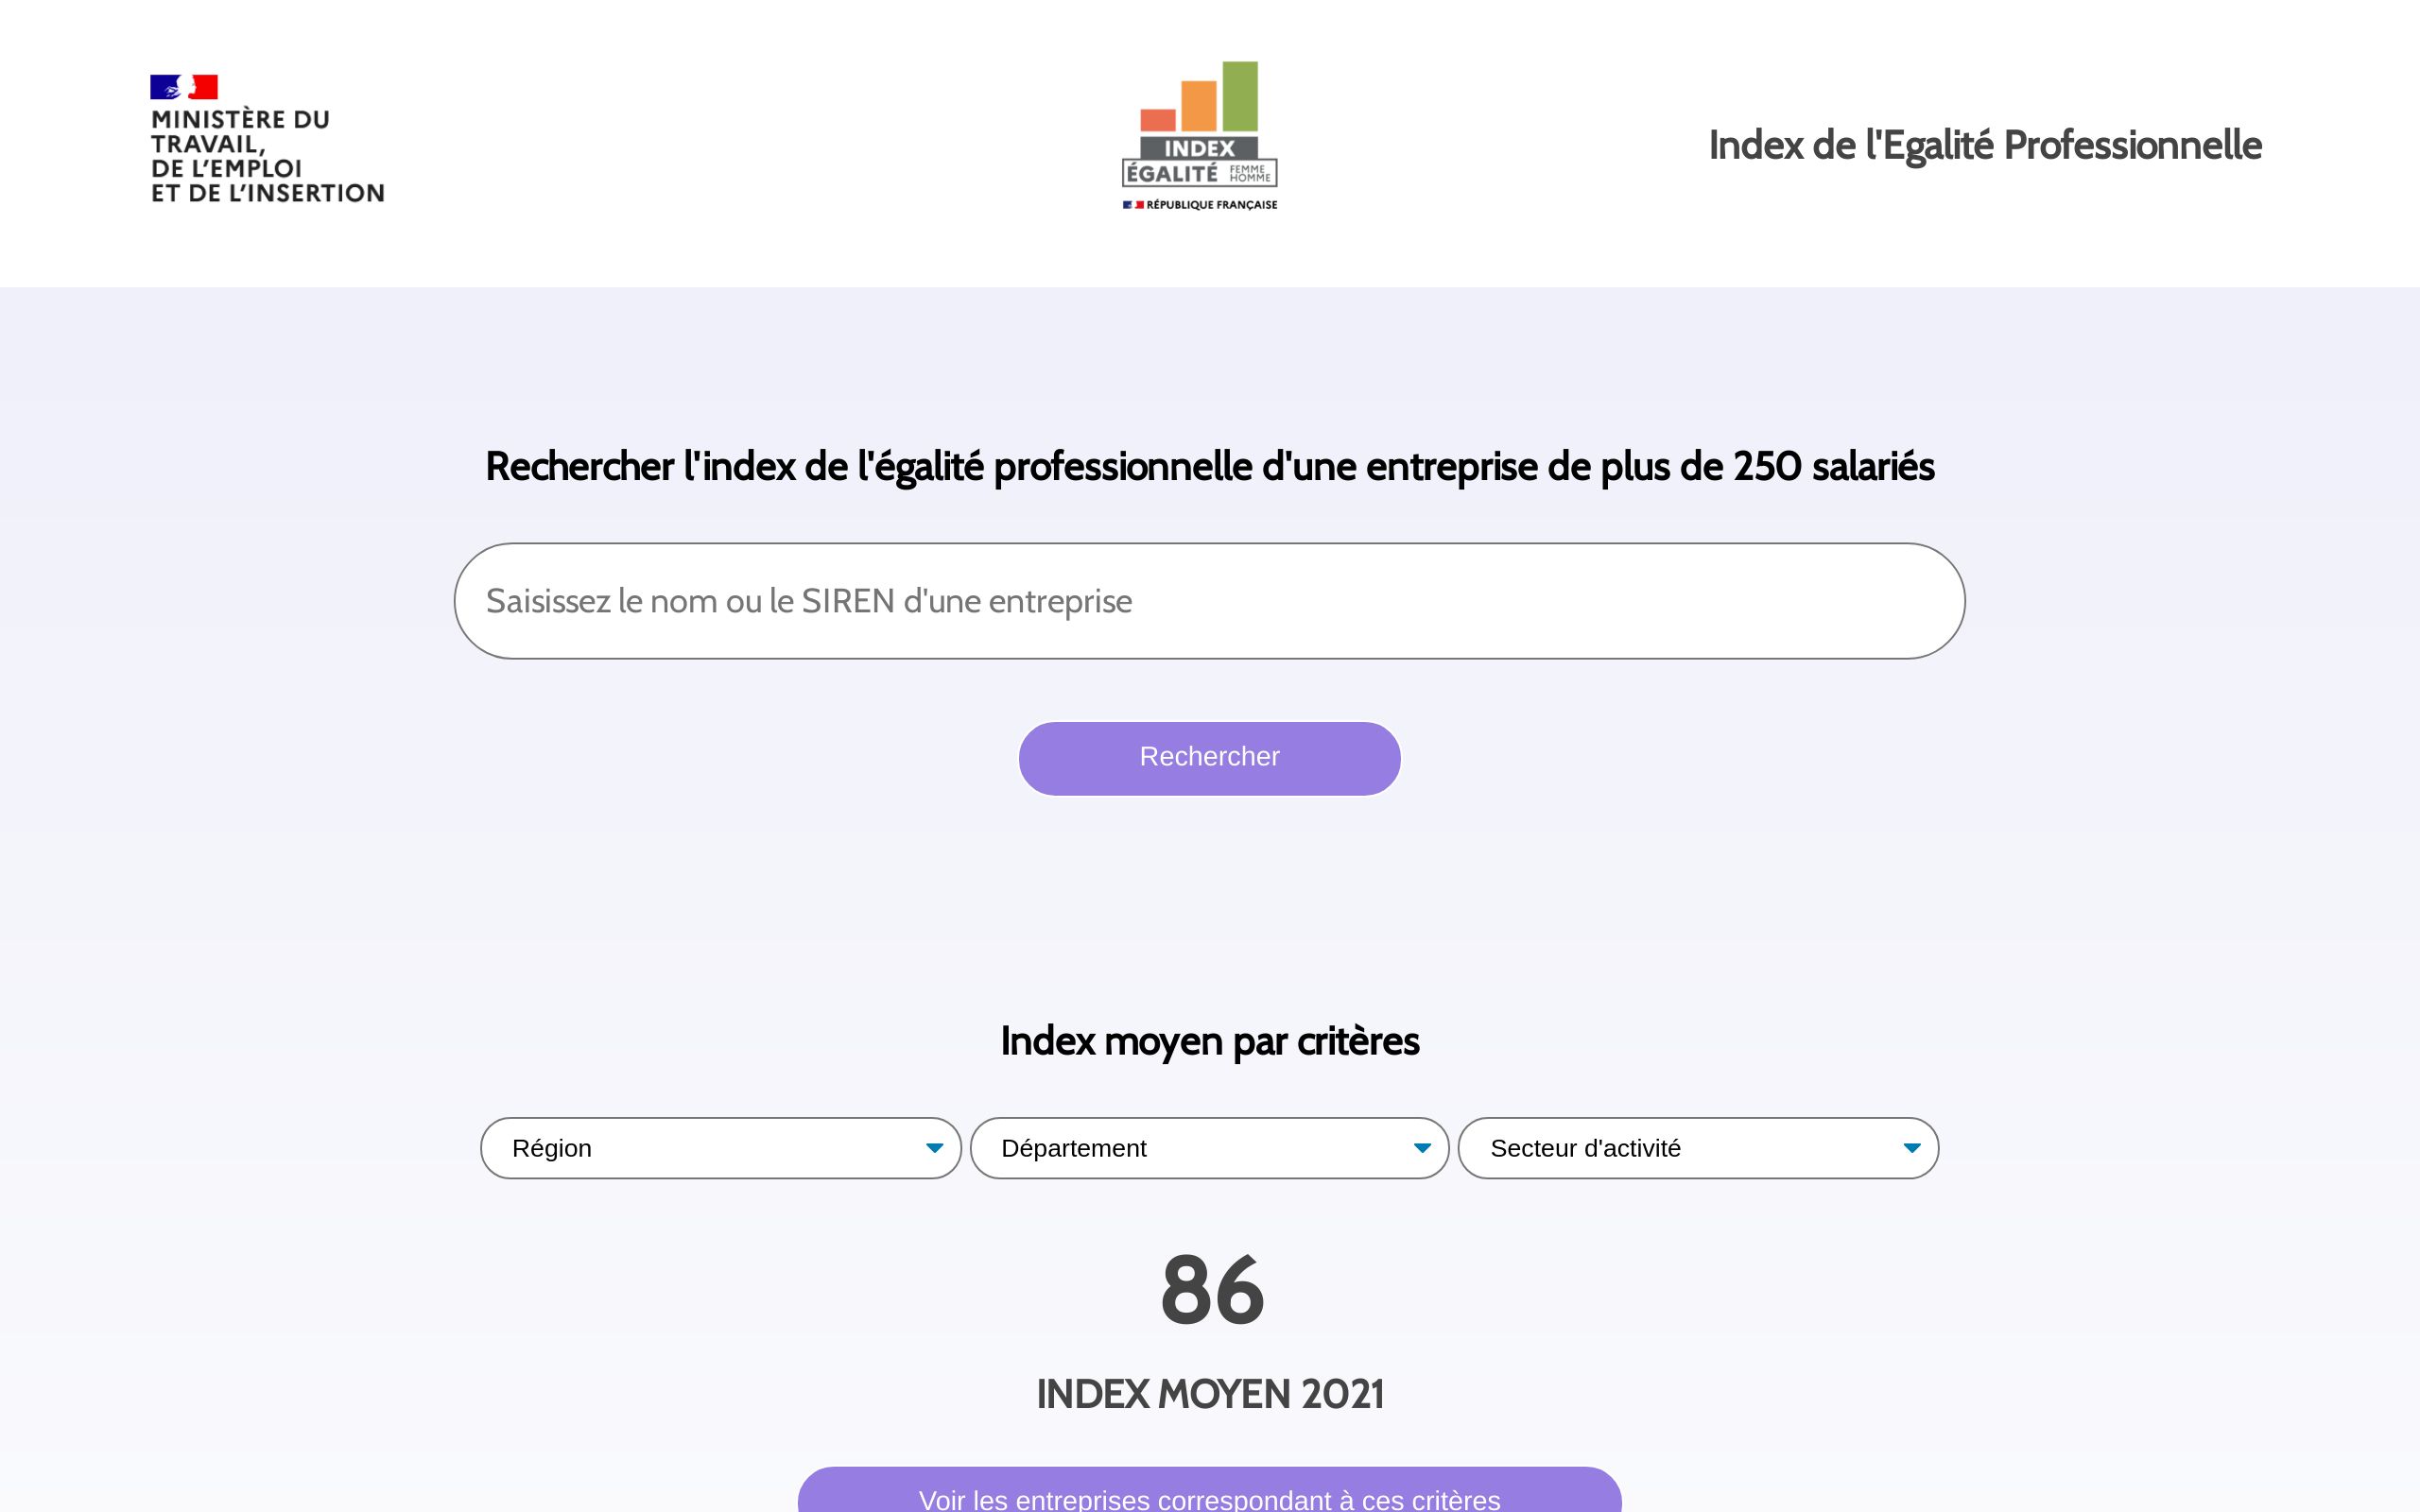 MINISTÈRE DU
TRAVAIL,
DE L'EMPLOI
ET DE L'INSERTION
INDEX
ÉGALITÉ FEMME HOMME
RÉPUBLIQUE FRANÇAISE
Index de l'Egalité Professionnelle
Rechercher l'index de l'égalité professionnelle d'une entreprise de plus de 250 salariés
Saisissez le nom ou le SIREN d'une entreprise
Rechercher
Index moyen par critères
Région
Département
Secteur d'activité
86
INDEX MOYEN 2021
Voir les entreprises correspondant à ces critères